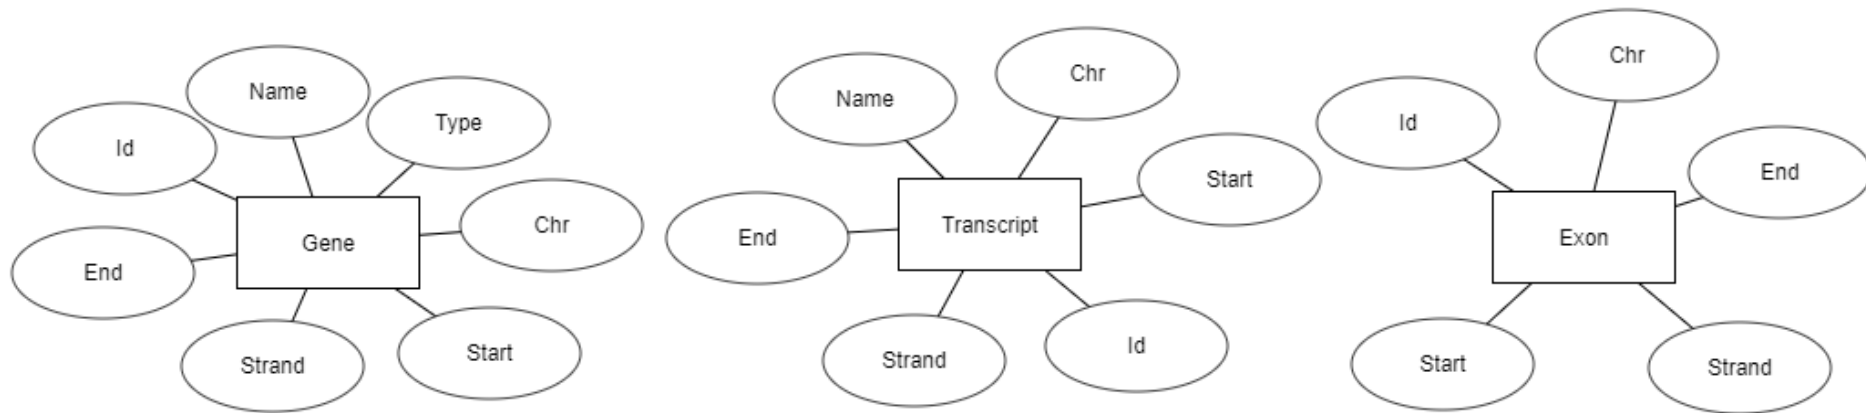 Name
Type
Id
Chr
Gene
End
Strand
Start
Chr
Name
Start
Transcript
End
Strand
Id
Chr
Id
End
Exon
Start
Strand